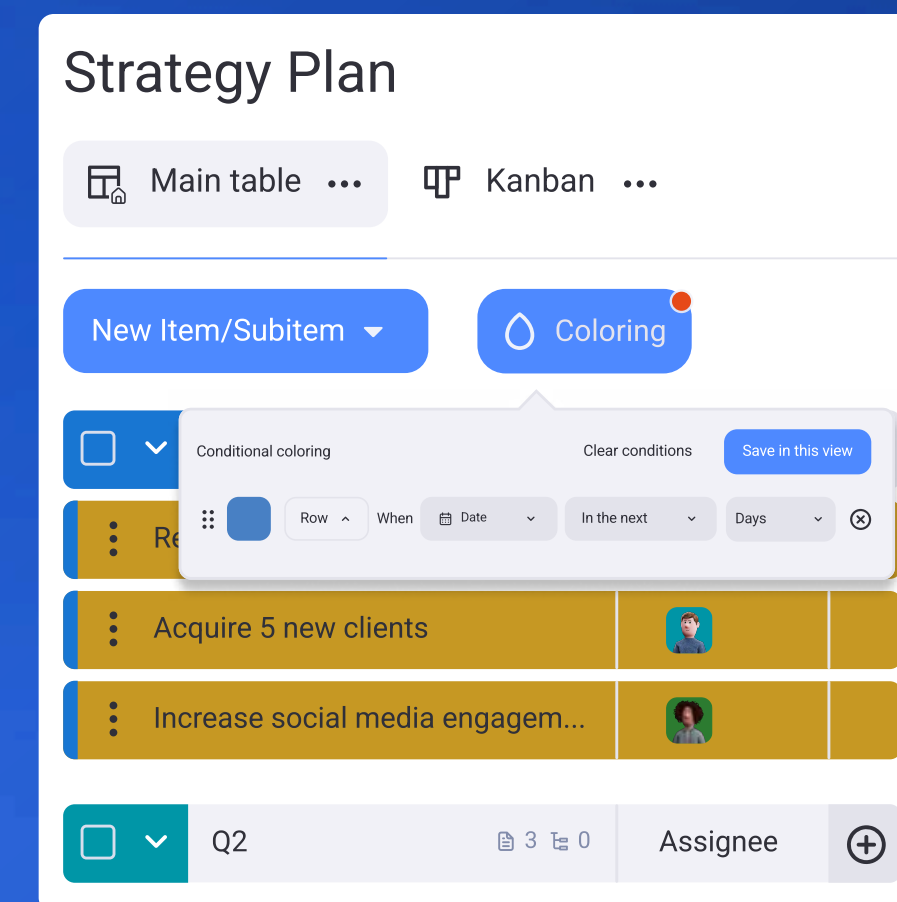 Strategy Plan
Main table Kanban
New Item/Subitem Coloring
Conditional coloring Clear conditions Save in this view
Row When Date In the next Days
Acquire 5 new clients
Increase social media engagem...
Q2 3 0 Assignee